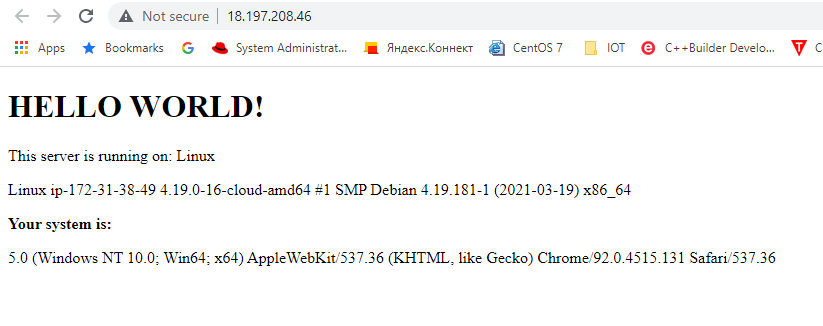 Not secure 18.197.208.46
Apps Bookmarks System Administrat... Яндекс.Коннект CentOS 7 IOT C++Builder Develo... C
HELLO WORLD!
This server is running on: Linux
Linux ip-172-31-38-49 4.19.0-16-cloud-amd64 #1 SMP Debian 4.19.181-1 (2021-03-19) x86_64
Your system is:
5.0 (Windows NT 10.0; Win64; x64) AppleWebKit/537.36 (KHTML, like Gecko) Chrome/92.0.4515.131 Safari/537.36